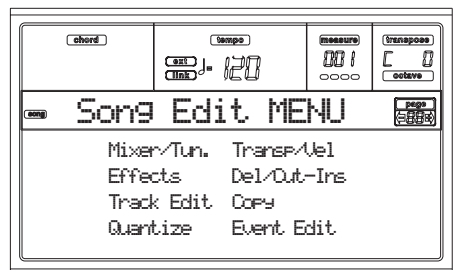 chord tempo measure transpose
ext link ♩= 120 001 C 0
octave
song Song Edit MENU page
Mixer/Tun. Transp/Vel
Effects Del/Cut-Ins
Track Edit Copy
Quantize Event Edit